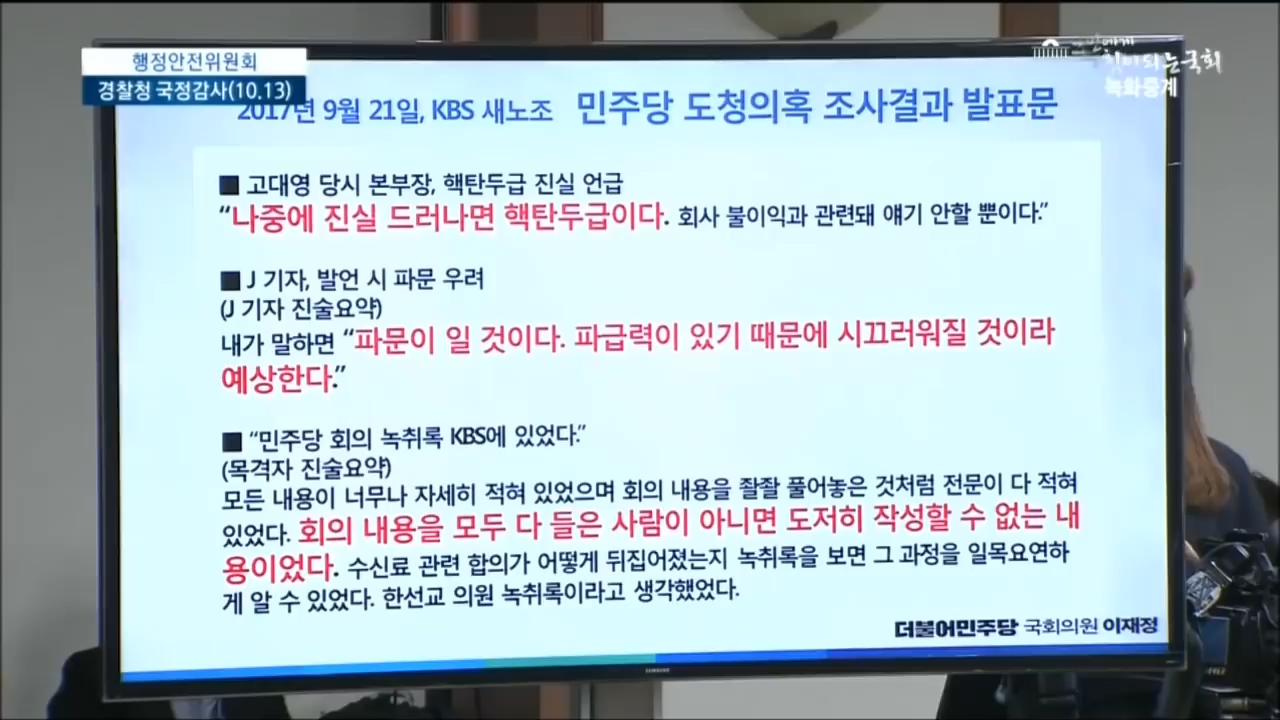 행정안전위원회
경찰청 국정감사(10.13)
국민에게
힘이되는국회
녹화중계
2017년 9월 21일, KBS 새노조 민주당 도청의혹 조사결과 발표문
■ 고대영 당시 본부장, 핵탄두급 진실 언급
“나중에 진실 드러나면 핵탄두급이다. 회사 불이익과 관련돼 얘기 안할 뿐이다.”
■ J 기자, 발언 시 파문 우려
(J 기자 진술요약)
내가 말하면 “파문이 일 것이다. 파급력이 있기 때문에 시끄러워질 것이라
예상한다.”
■ “민주당 회의 녹취록 KBS에 있었다.”
(목격자 진술요약)
모든 내용이 너무나 자세히 적혀 있었으며 회의 내용을 좔좔 풀어놓은 것처럼 전문이 다 적혀
있었다. 회의 내용을 모두 다 들은 사람이 아니면 도저히 작성할 수 없는 내
용이었다. 수신료 관련 합의가 어떻게 뒤집어졌는지 녹취록을 보면 그 과정을 일목요연하
게 알 수 있었다. 한선교 의원 녹취록이라고 생각했었다.
더불어민주당 국회의원 이재정
SAMSUNG